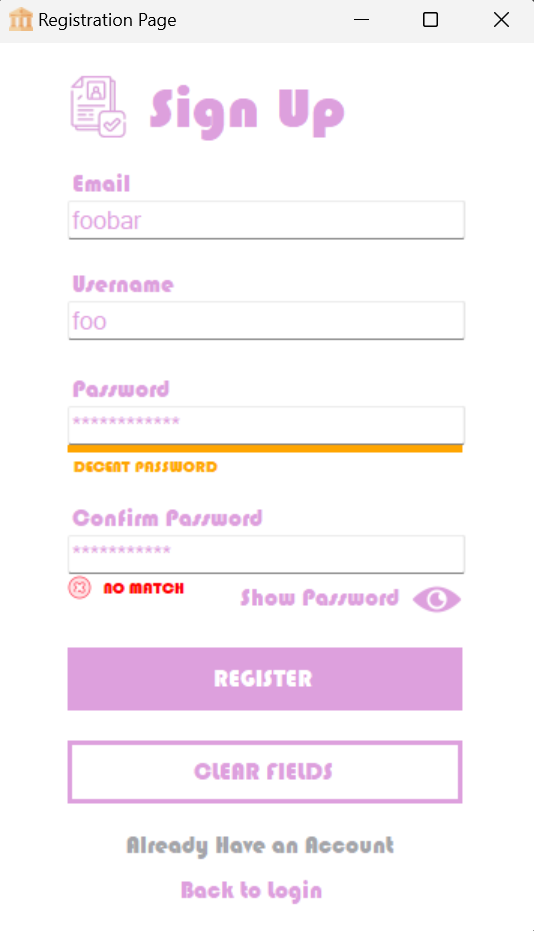 Registration Page
Sign Up
Email
foobar
Username
foo
Password
************
DECENT PASSWORD
Confirm Password
***********
NO MATCH
Show Password
REGISTER
CLEAR FIELDS
Already Have an Account
Back to Login